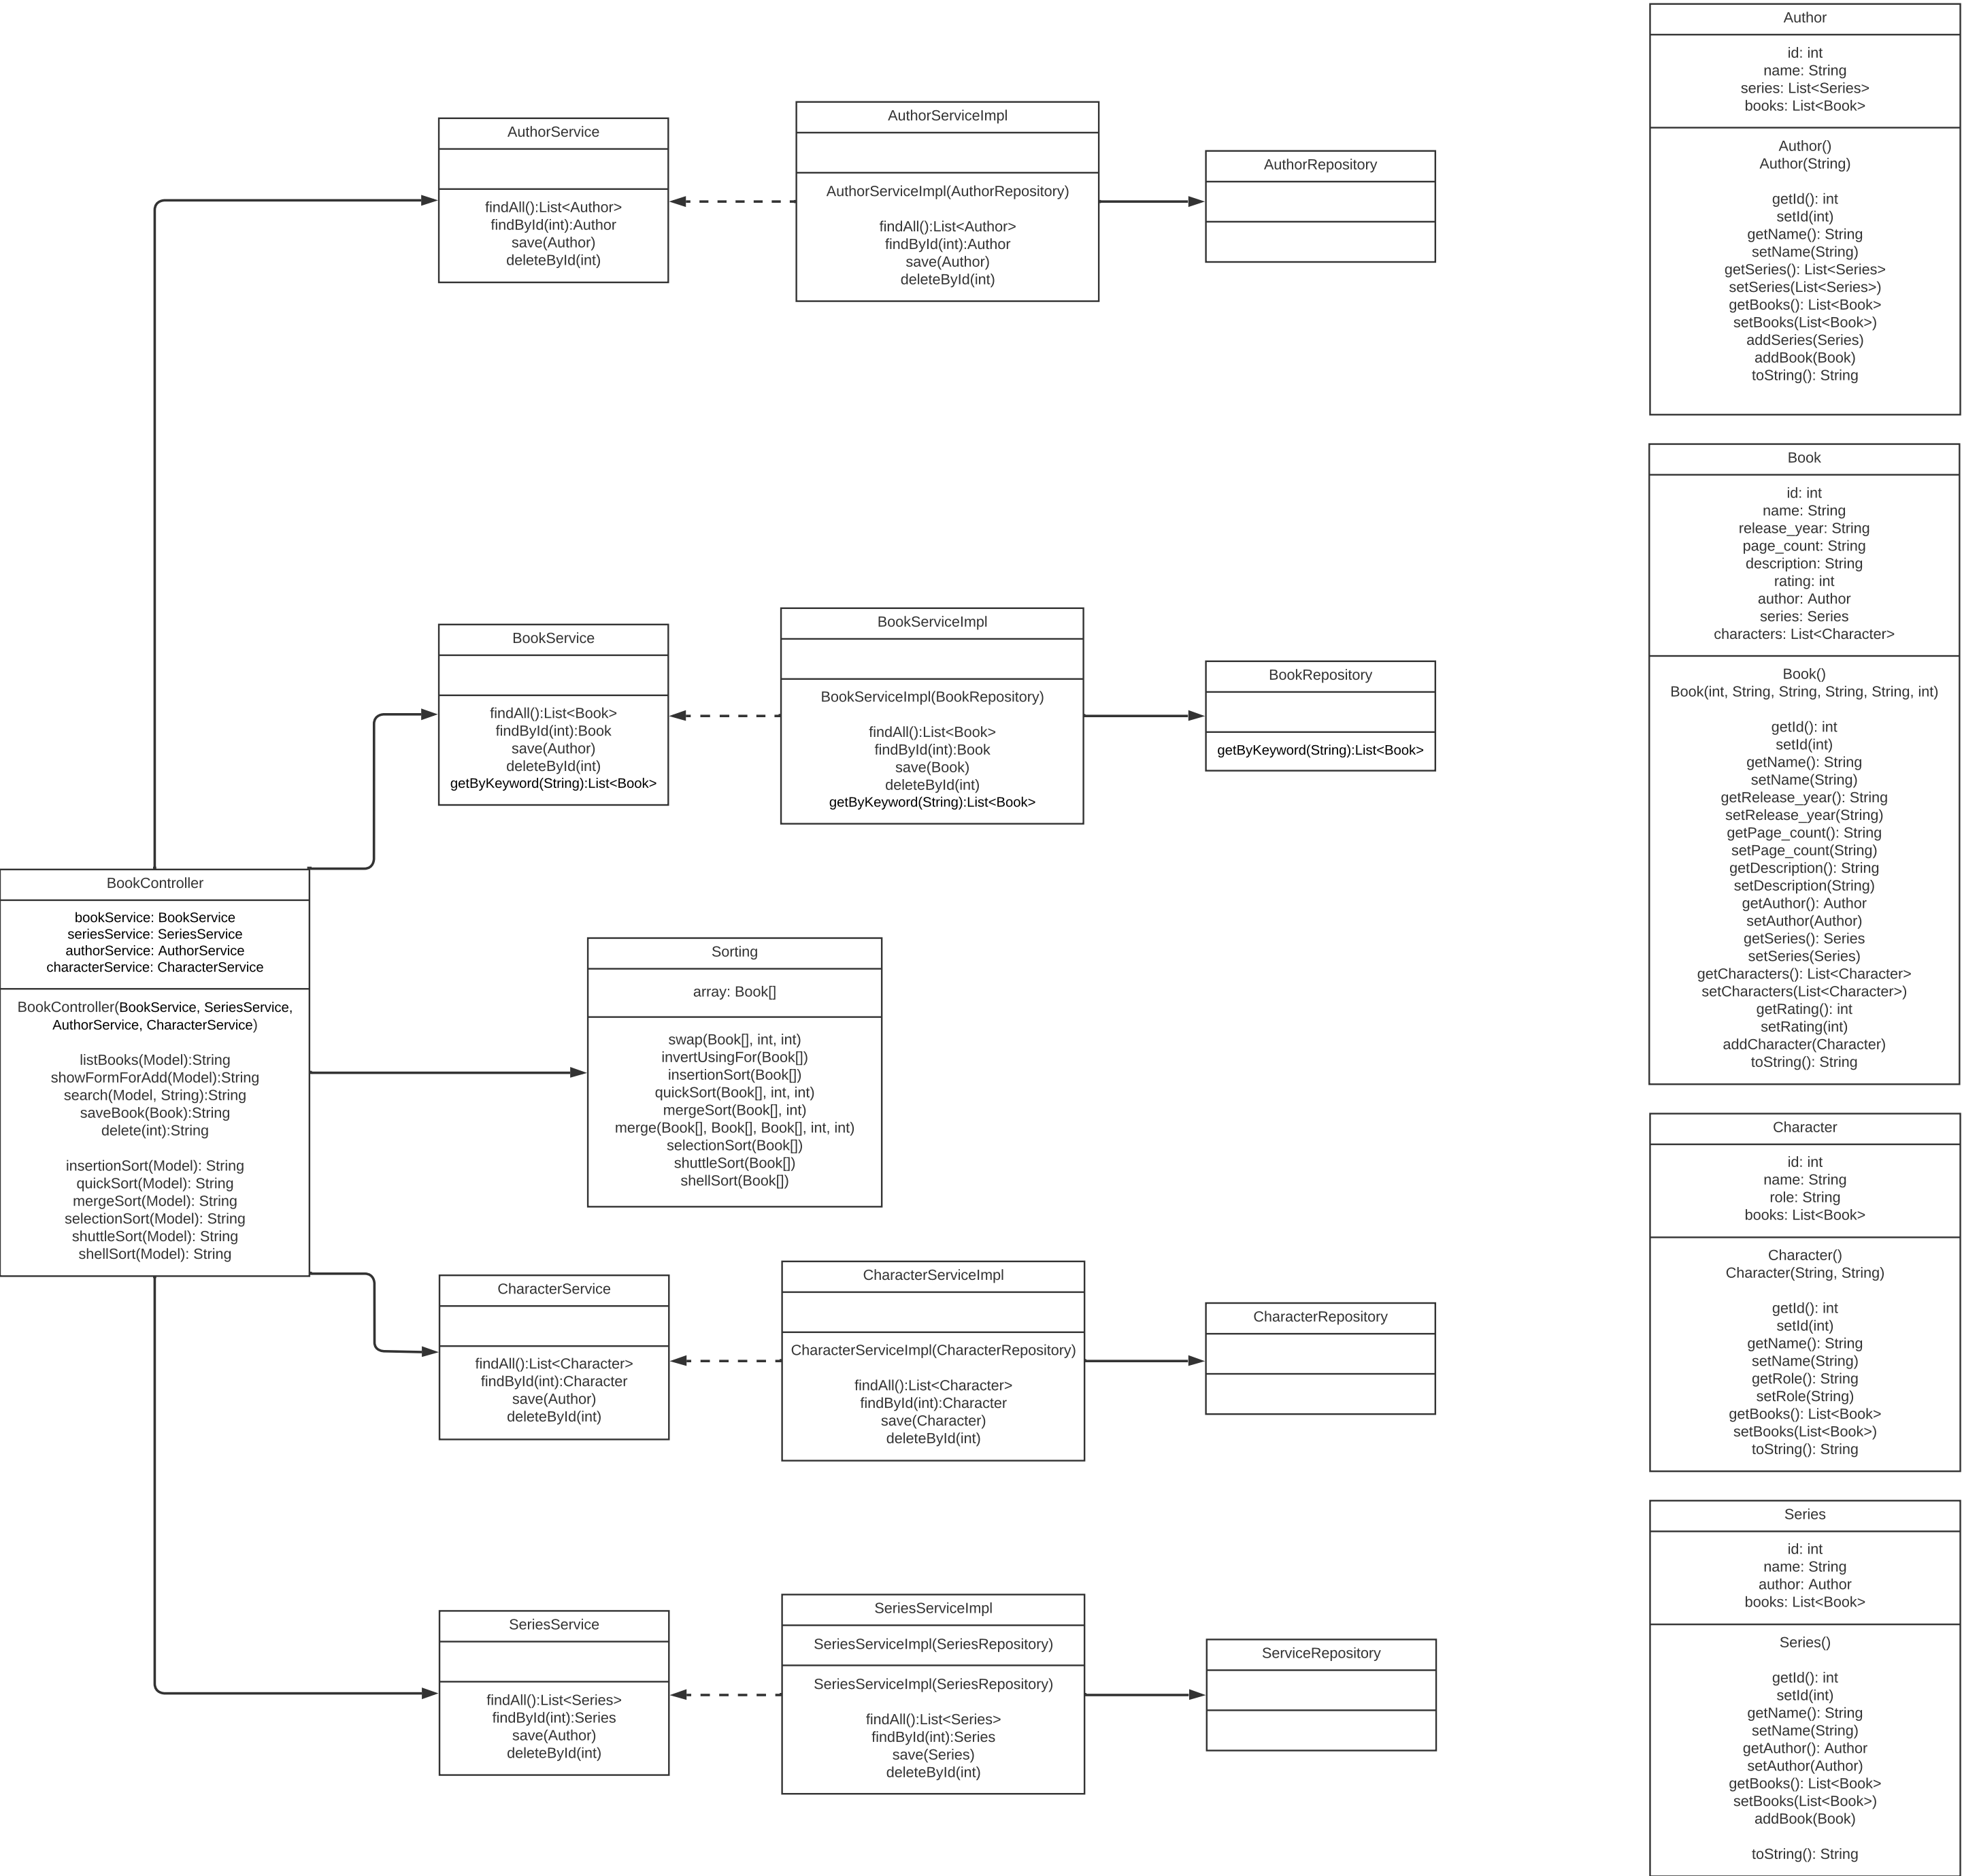 Author
id: int
name: String
series: List<Series>
books: List<Book>
Author()
Author(String)
getId(): int
setId(int)
getName(): String
setName(String)
getSeries(): List<Series>
setSeries(List<Series>)
getBooks(): List<Book>
setBooks(List<Book>)
addSeries(Series)
addBook(Book)
toString(): String
AuthorService
findAll():List<Author>
findById(int):Author
save(Author)
deleteById(int)
AuthorServiceImpl
AuthorServiceImpl(AuthorRepository)
findAll():List<Author>
findById(int):Author
save(Author)
deleteById(int)
AuthorRepository
Book
id: int
name: String
release_year: String
page_count: String
description: String
rating: int
author: Author
series: Series
characters: List<Character>
Book()
Book(int, String, String, String, String, int)
getId(): int
setId(int)
getName(): String
setName(String)
getRelease_year(): String
setRelease_year(String)
getPage_count(): String
setPage_count(String)
getDescription(): String
setDescription(String)
getAuthor(): Author
setAuthor(Author)
getSeries(): Series
setSeries(Series)
getCharacters(): List<Character>
setCharacters(List<Character>)
getRating(): int
setRating(int)
addCharacter(Character)
toString(): String
BookService
findAll():List<Book>
findById(int):Book
save(Author)
deleteById(int)
getByKeyword(String):List<Book>
BookServiceImpl
BookServiceImpl(BookRepository)
findAll():List<Book>
findById(int):Book
save(Book)
deleteById(int)
getByKeyword(String):List<Book>
BookRepository
getByKeyword(String):List<Book>
BookController
bookService: BookService
seriesService: SeriesService
authorService: AuthorService
characterService: CharacterService
BookController(BookService, SeriesService,
AuthorService, CharacterService)
listBooks(Model):String
showFormForAdd(Model):String
search(Model, String):String
saveBook(Book):String
delete(int):String
insertionSort(Model): String
quickSort(Model): String
mergeSort(Model): String
selectionSort(Model): String
shuttleSort(Model): String
shellSort(Model): String
Sorting
array: Book[]
swap(Book[], int, int)
invertUsingFor(Book[])
insertionSort(Book[])
quickSort(Book[], int, int)
mergeSort(Book[], int)
merge(Book[], Book[], Book[], int, int)
selectionSort(Book[])
shuttleSort(Book[])
shellSort(Book[])
Character
id: int
name: String
role: String
books: List<Book>
Character()
Character(String, String)
getId(): int
setId(int)
getName(): String
setName(String)
getRole(): String
setRole(String)
getBooks(): List<Book>
setBooks(List<Book>)
toString(): String
CharacterService
findAll():List<Character>
findById(int):Character
save(Author)
deleteById(int)
CharacterServiceImpl
CharacterServiceImpl(CharacterRepository)
findAll():List<Character>
findById(int):Character
save(Character)
deleteById(int)
CharacterRepository
Series
id: int
name: String
author: Author
books: List<Book>
Series()
getId(): int
setId(int)
getName(): String
setName(String)
getAuthor(): Author
setAuthor(Author)
getBooks(): List<Book>
setBooks(List<Book>)
addBook(Book)
toString(): String
SeriesService
findAll():List<Series>
findById(int):Series
save(Author)
deleteById(int)
SeriesServiceImpl
SeriesServiceImpl(SeriesRepository)
SeriesServiceImpl(SeriesRepository)
findAll():List<Series>
findById(int):Series
save(Series)
deleteById(int)
ServiceRepository